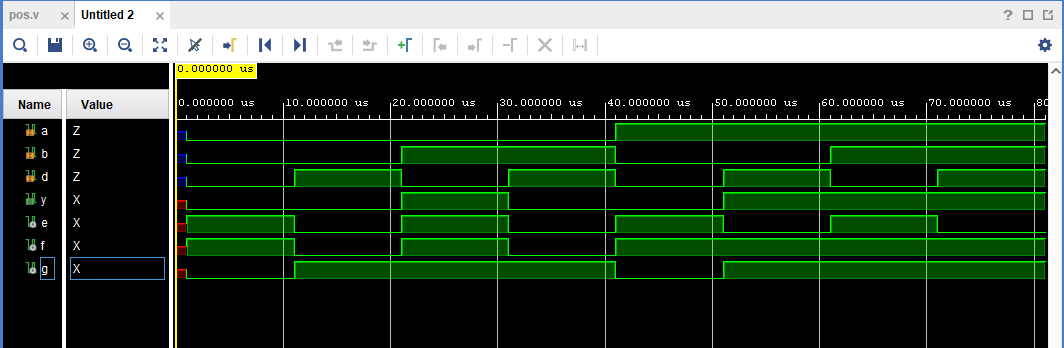 pos.v Untitled 2
0.000000 us
0.000000 us 10.000000 us 20.000000 us 30.000000 us 40.000000 us 50.000000 us 60.000000 us 70.000000 us 80
Name Value
a Z
b Z
d Z
y X
e X
f X
g X